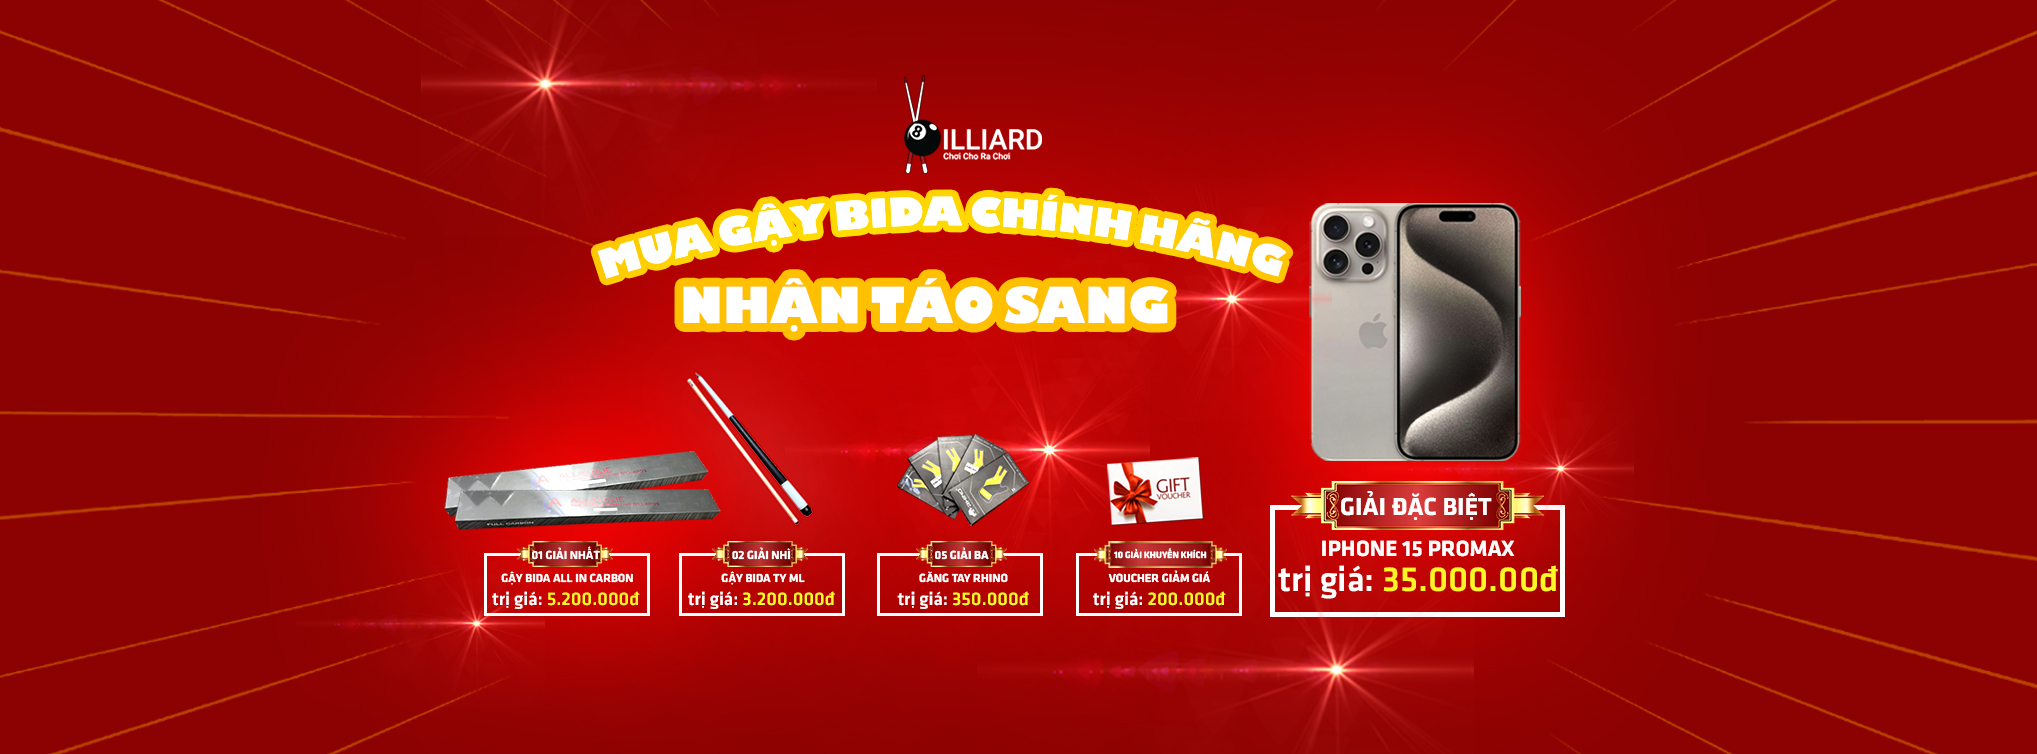 8ILLIARD
Chơi Cho Ra Chơi
MUA GẬY BIDA CHÍNH HÃNG
NHẬN TÁO SANG
GIFT
VOUCHER
FULL CARBON
01 GIẢI NHẤT
GẬY BIDA ALL IN CARBON
trị giá: 5.200.000đ
02 GIẢI NHÌ
GẬY BIDA TY ML
trị giá: 3.200.000đ
05 GIẢI BA
GĂNG TAY RHINO
trị giá: 350.000đ
10 GIẢI KHUYẾN KHÍCH
VOUCHER GIẢM GIÁ
trị giá: 200.000đ
GIẢI ĐẶC BIỆT
IPHONE 15 PROMAX
trị giá: 35.000.00đ